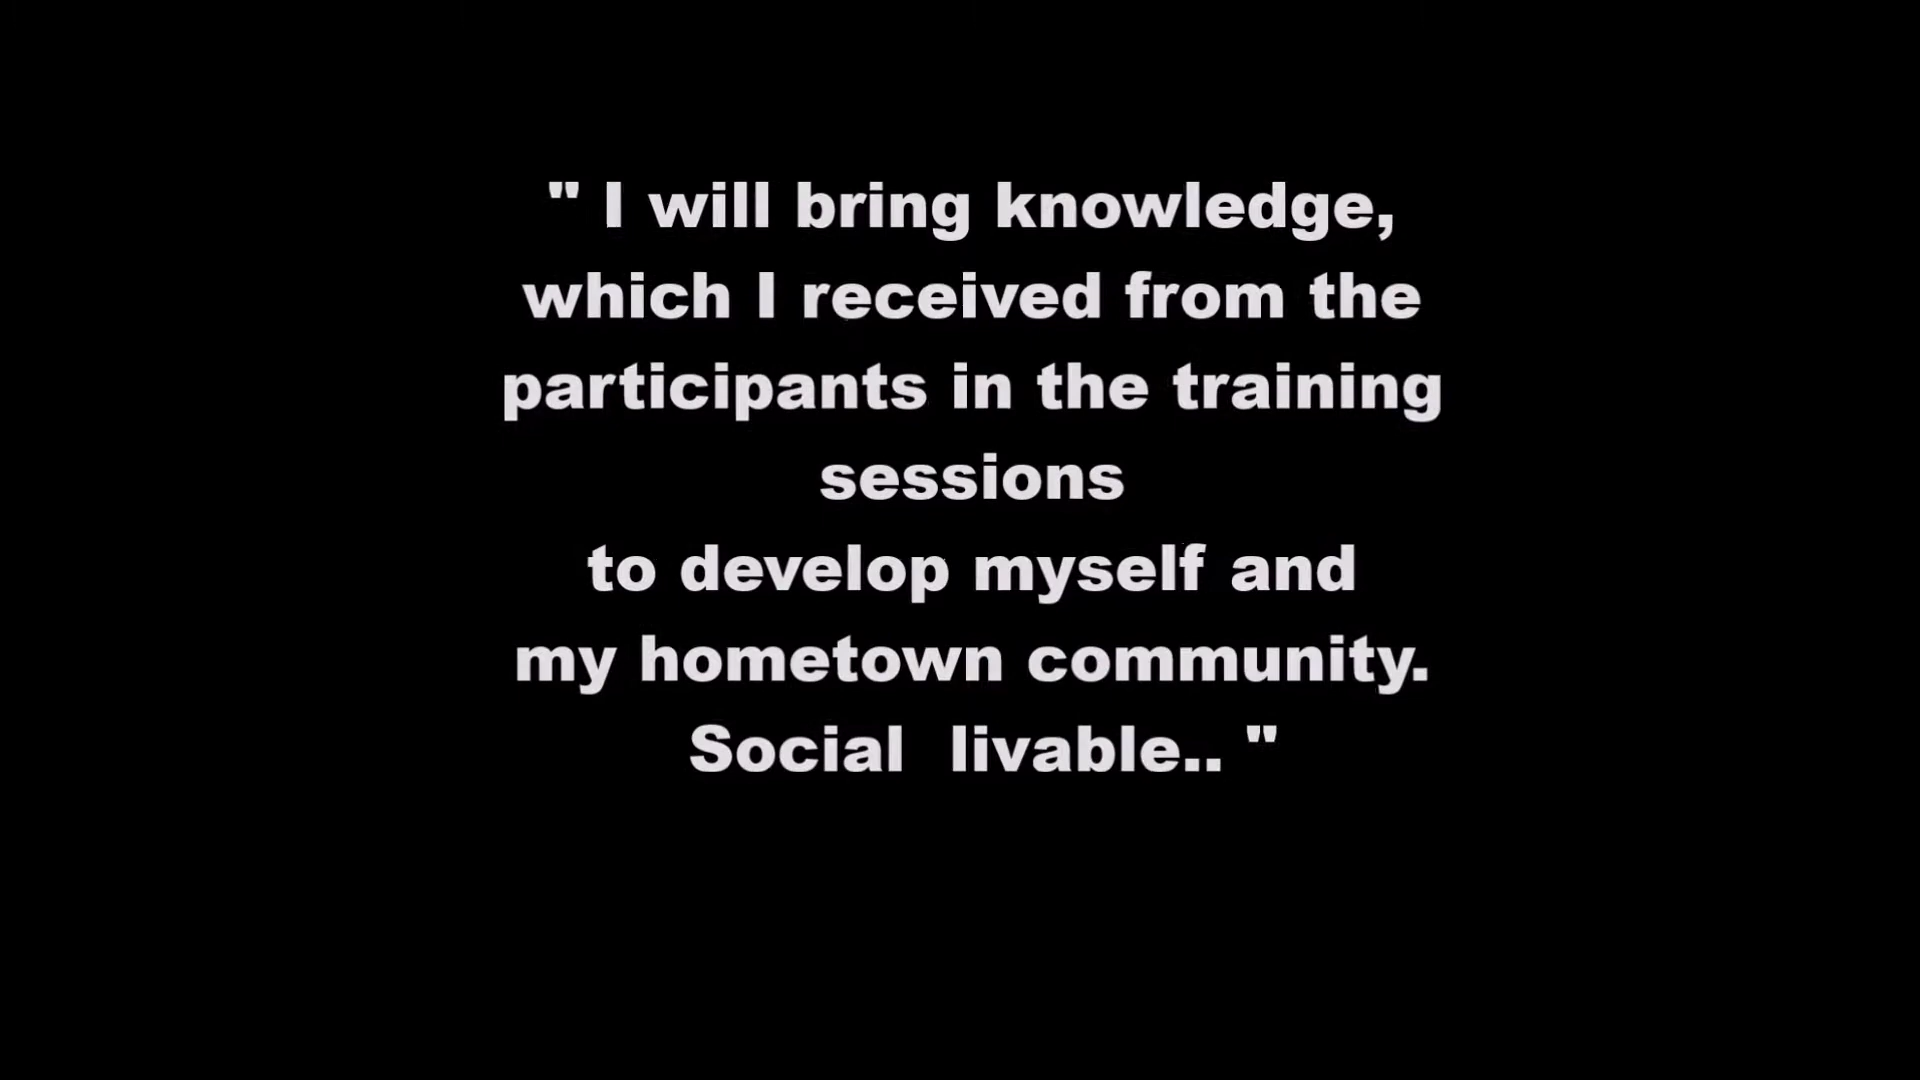 " I will bring knowledge,
which I received from the
participants in the training
sessions
to develop myself and
my hometown community.
Social  livable.. "